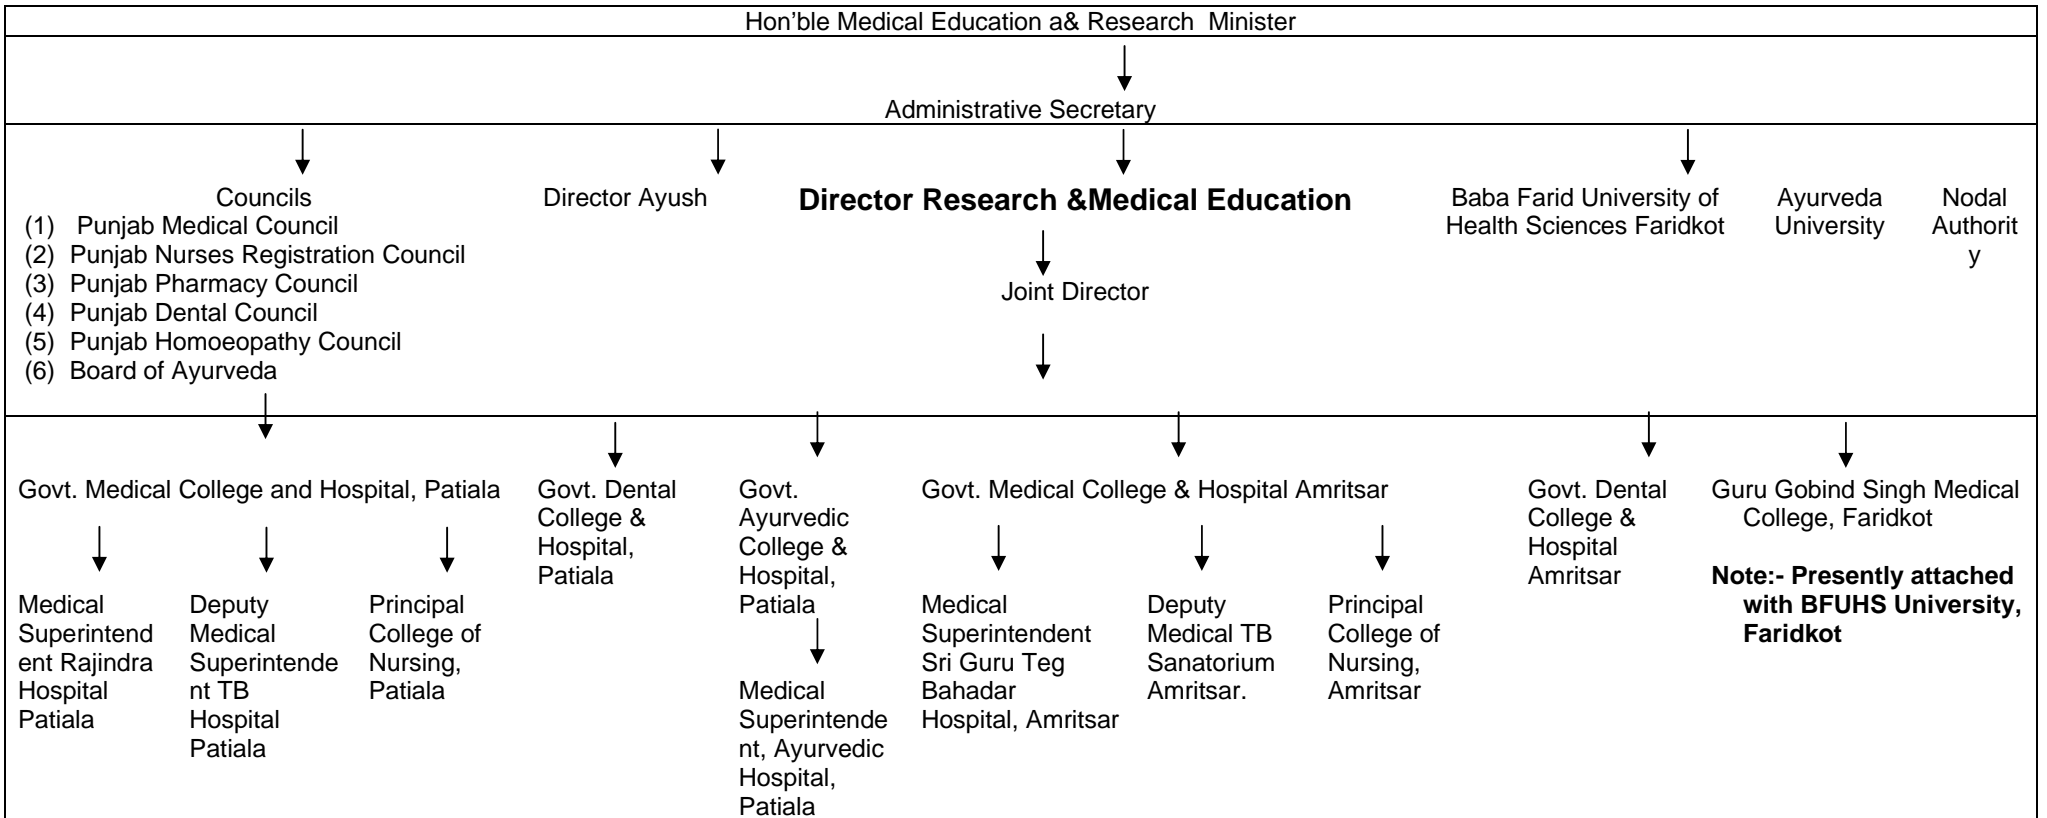 Hon’ble Medical Education a& Research  Minister
Administrative Secretary
Councils
(1)   Punjab Medical Council
(2)  Punjab Nurses Registration Council
(3)  Punjab Pharmacy Council
(4)  Punjab Dental Council
(5)  Punjab Homoeopathy Council
(6)  Board of Ayurveda
Director Ayush
Director Research &Medical Education
Joint Director
Baba Farid University of
Health Sciences Faridkot
Ayurveda
University
Nodal
Authorit
y
Govt. Medical College and Hospital, Patiala
Medical
Superintend
ent Rajindra
Hospital
Patiala
Deputy
Medical
Superintende
nt TB
Hospital
Patiala
Principal
College of
Nursing,
Patiala
Govt. Dental
College &
Hospital,
Patiala
Govt.
Ayurvedic
College &
Hospital,
Patiala
Medical
Superintende
nt, Ayurvedic
Hospital,
Patiala
Govt. Medical College & Hospital Amritsar
Medical
Superintendent
Sri Guru Teg
Bahadar
Hospital, Amritsar
Deputy
Medical TB
Sanatorium
Amritsar.
Principal
College of
Nursing,
Amritsar
Govt. Dental
College &
Hospital
Amritsar
Guru Gobind Singh Medical
College, Faridkot
Note:- Presently attached
with BFUHS University,
Faridkot